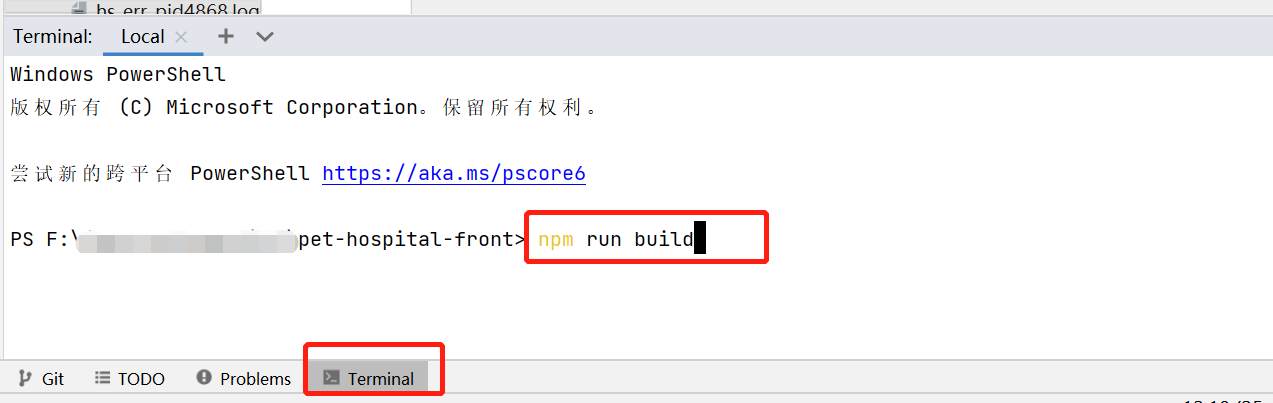 hs_err_pid4868.log
Terminal: Local
Windows PowerShell
版权所有 (C) Microsoft Corporation。保留所有权利。
尝试新的跨平台 PowerShell https://aka.ms/pscore6
PS F:\ pet-hospital-front> npm run build
Git TODO Problems Terminal